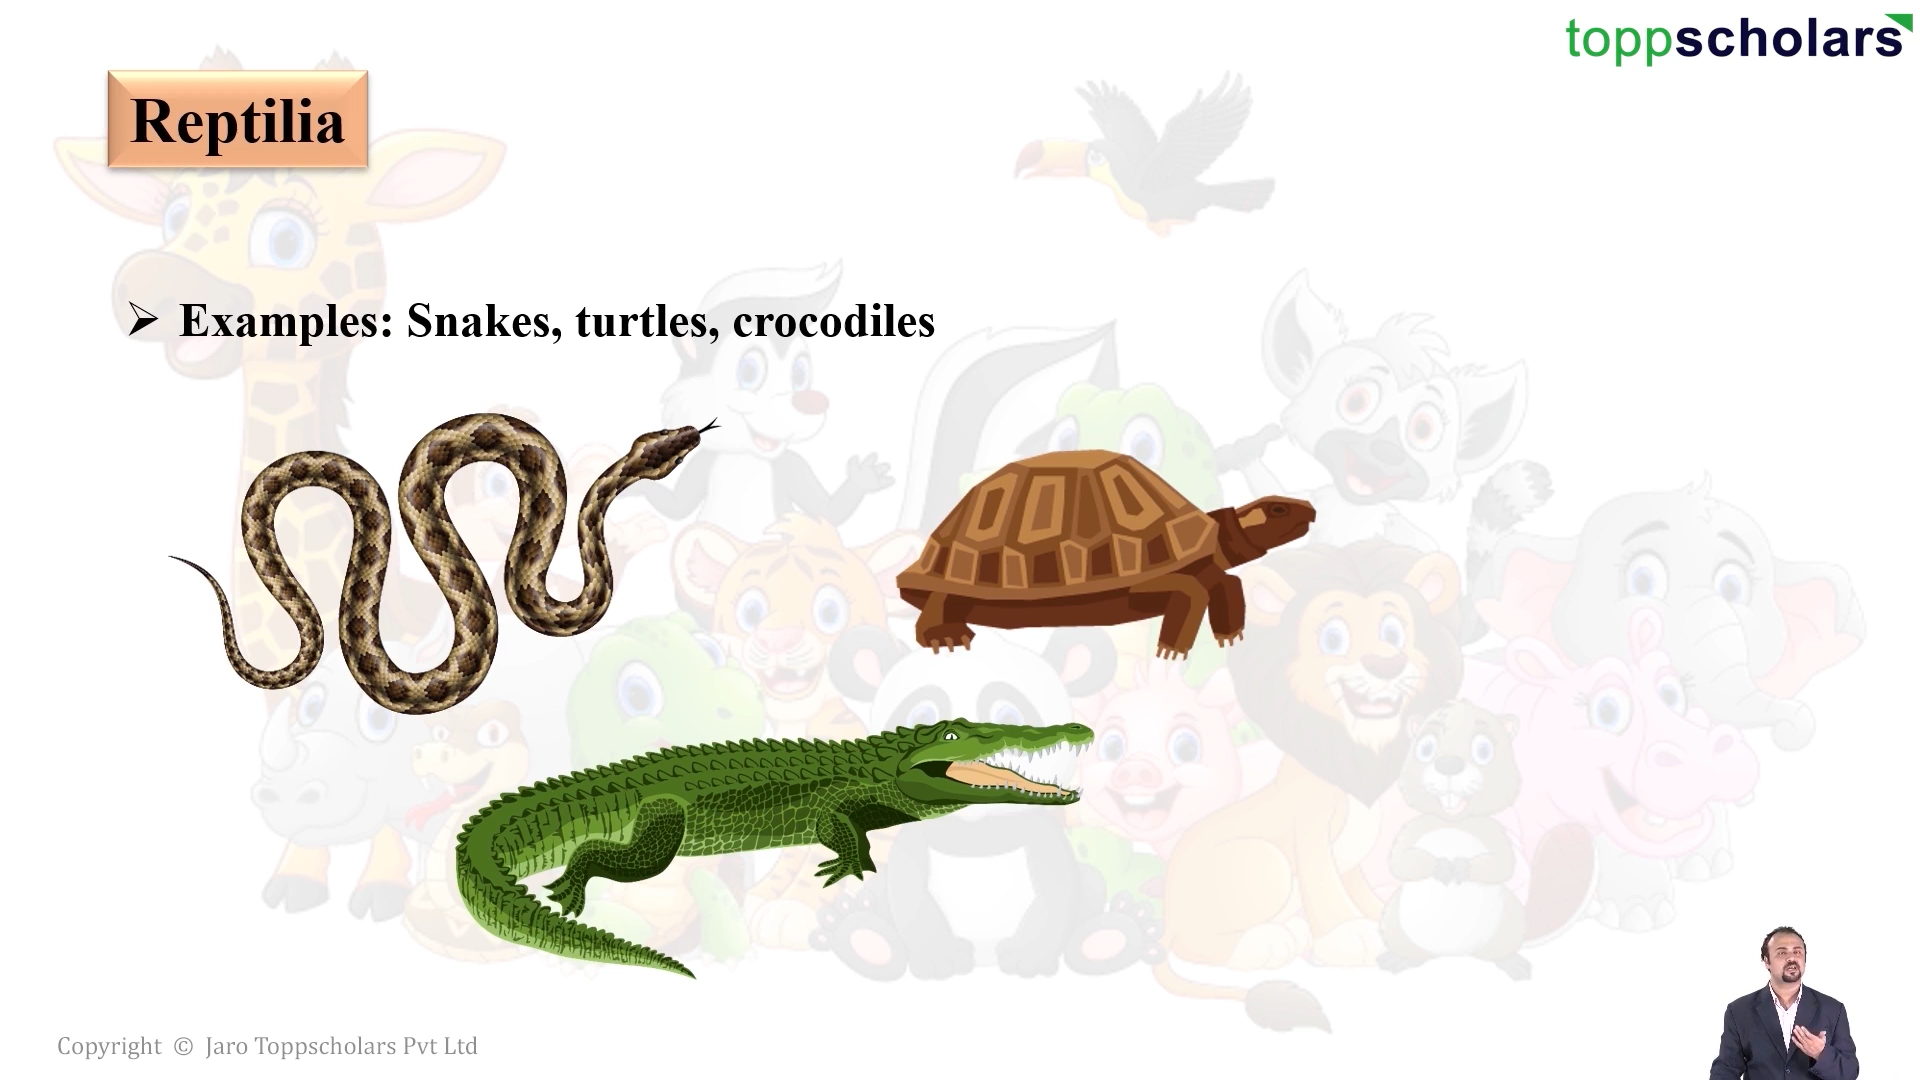 toppscholars
Reptilia
➢ Examples: Snakes, turtles, crocodiles
Copyright © Jaro Toppscholars Pvt Ltd